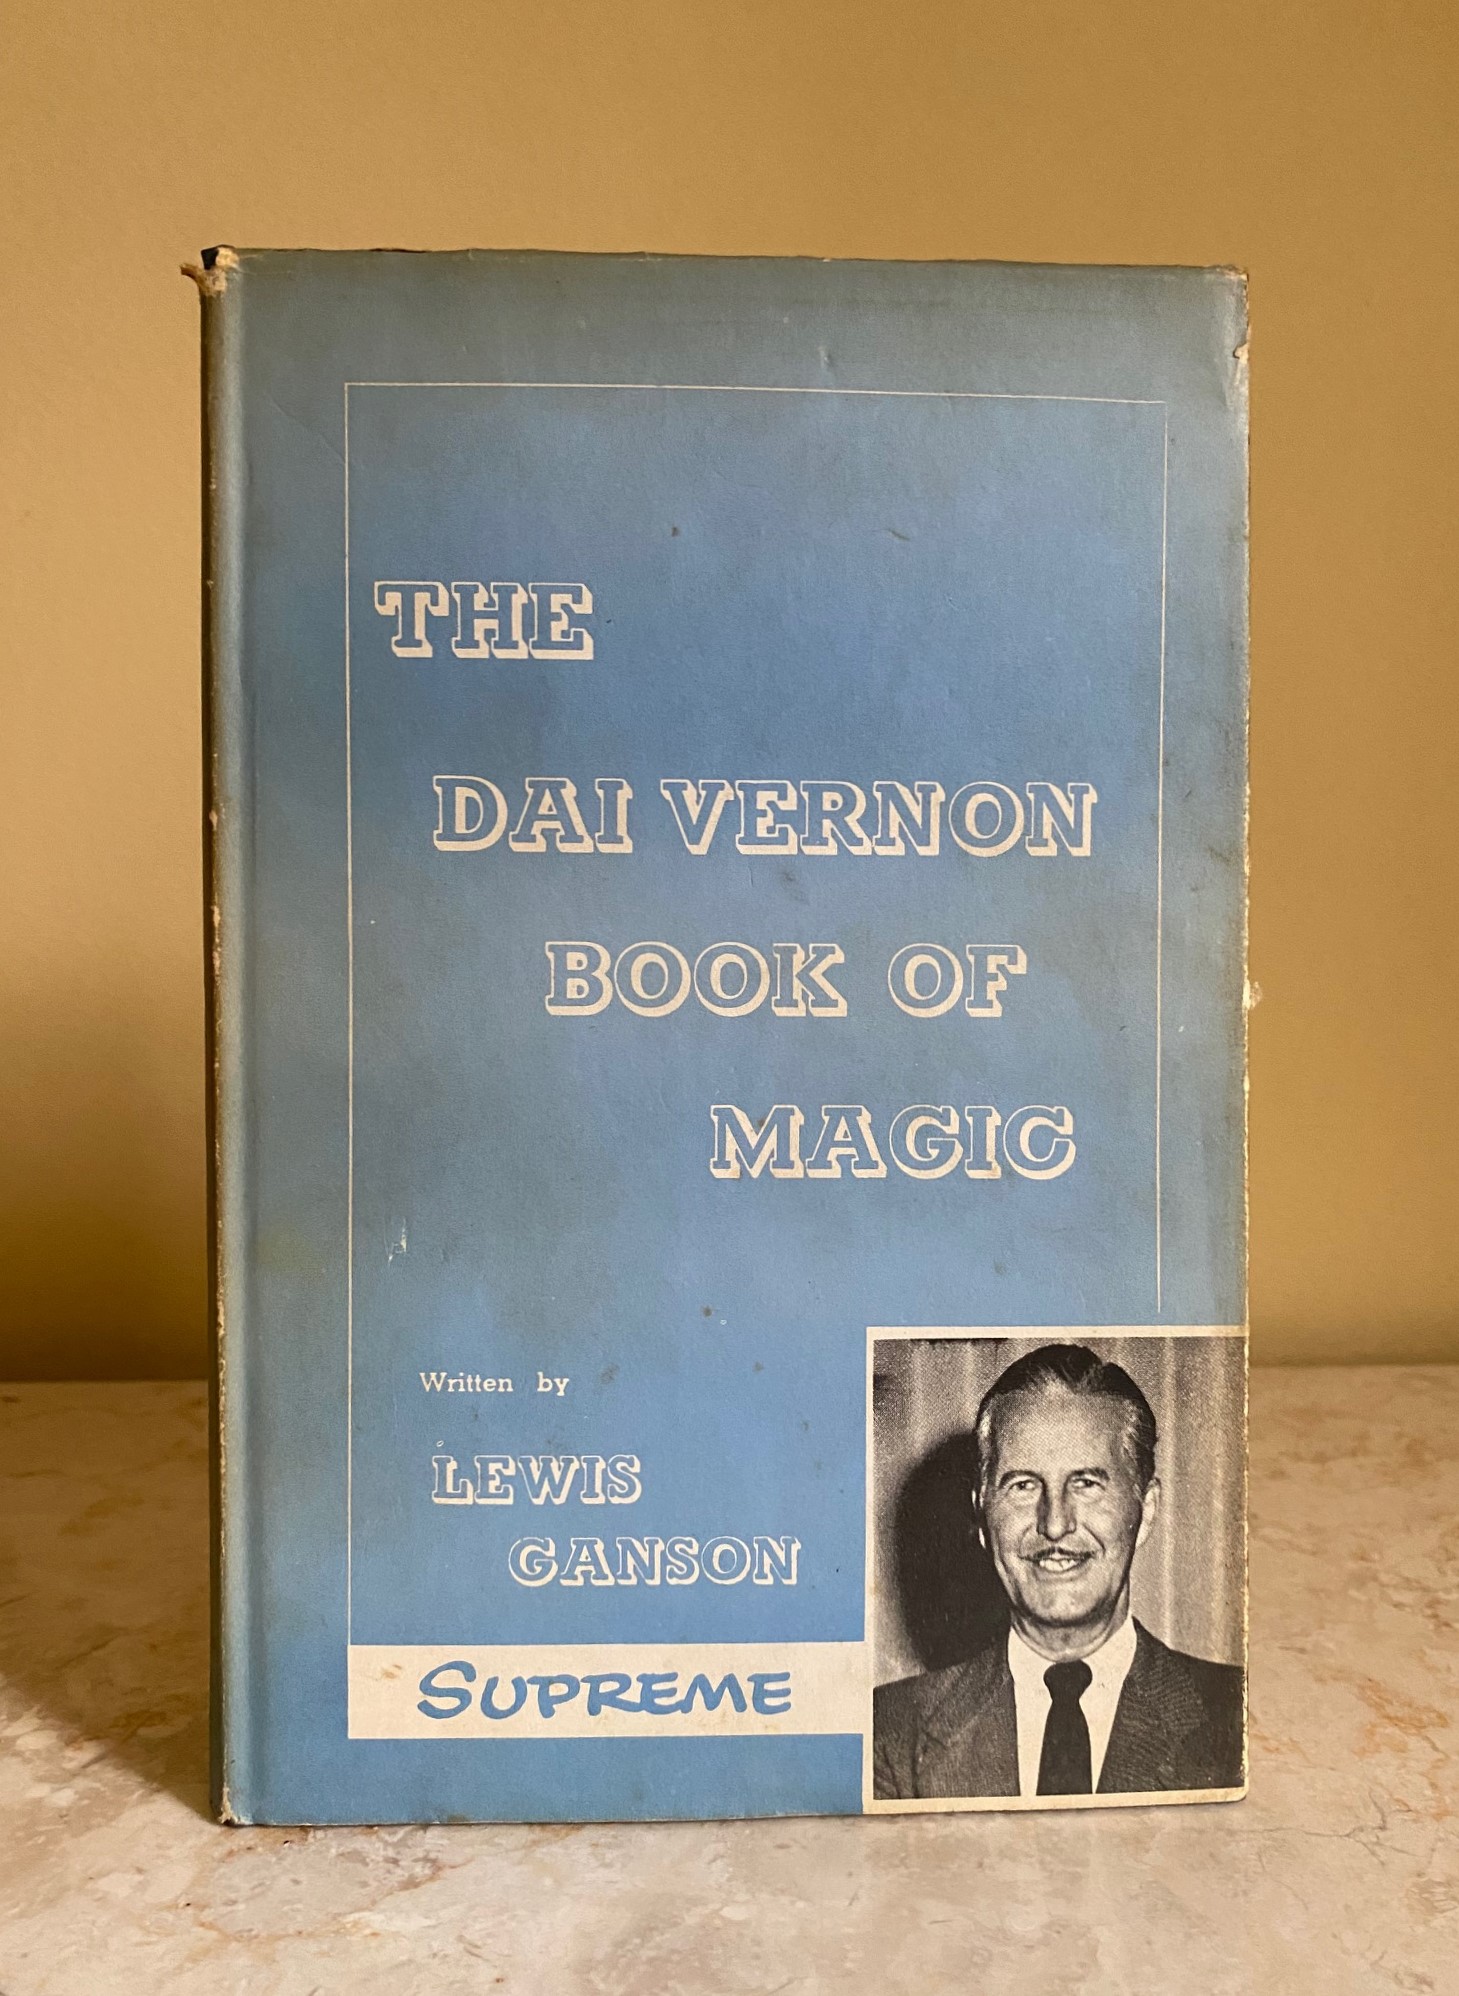 THE
DAI VERNON
BOOK OF
MAGIC
Written by
LEWIS
GANSON
SUPREME